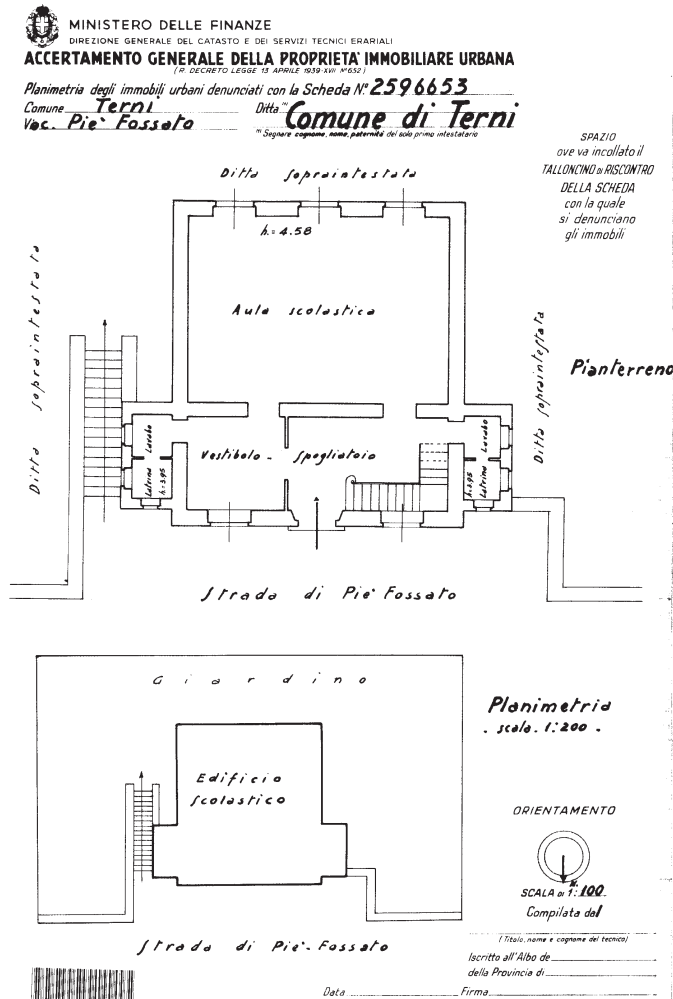 MINISTERO DELLE FINANZE
DIREZIONE GENERALE DEL CATASTO E DEI SERVIZI TECNICI ERARIALI
ACCERTAMENTO GENERALE DELLA PROPRIETÀ IMMOBILIARE URBANA
(R. DECRETO LEGGE 13 APRILE 1939-XVII N° 652)
Planimetria degli immobili urbani denunciati con la Scheda N° 2596653
Comune Terni Ditta (1) Comune di Terni
Voc. Pie' Fossato
(1) Segnare cognome, nome, paternità del solo primo intestatario
SPAZIO
ove va incollato il
TALLONCINO DI RISCONTRO
DELLA SCHEDA
con la quale
si denunciano
gli immobili
Ditta sopraintestata
h. = 4.58
Ditta sopraintestata
Aula scolastica
Ditta sopraintestata
Pianterreno
Lavabo
Vestibolo - spogliatoio
Lavabo
Latrina
h=3.95
h=3.95
Latrina
Strada di Pie' Fossato
Giardino
Planimetria
- scala - 1:200 -
Edificio
scolastico
ORIENTAMENTO
N.
SCALA DI 1: 100
Compilata dal
(Titolo, nome e cognome del tecnico)
Strada di Pie' - Fossato
Iscritto all'Albo de
della Provincia di
Data Firma